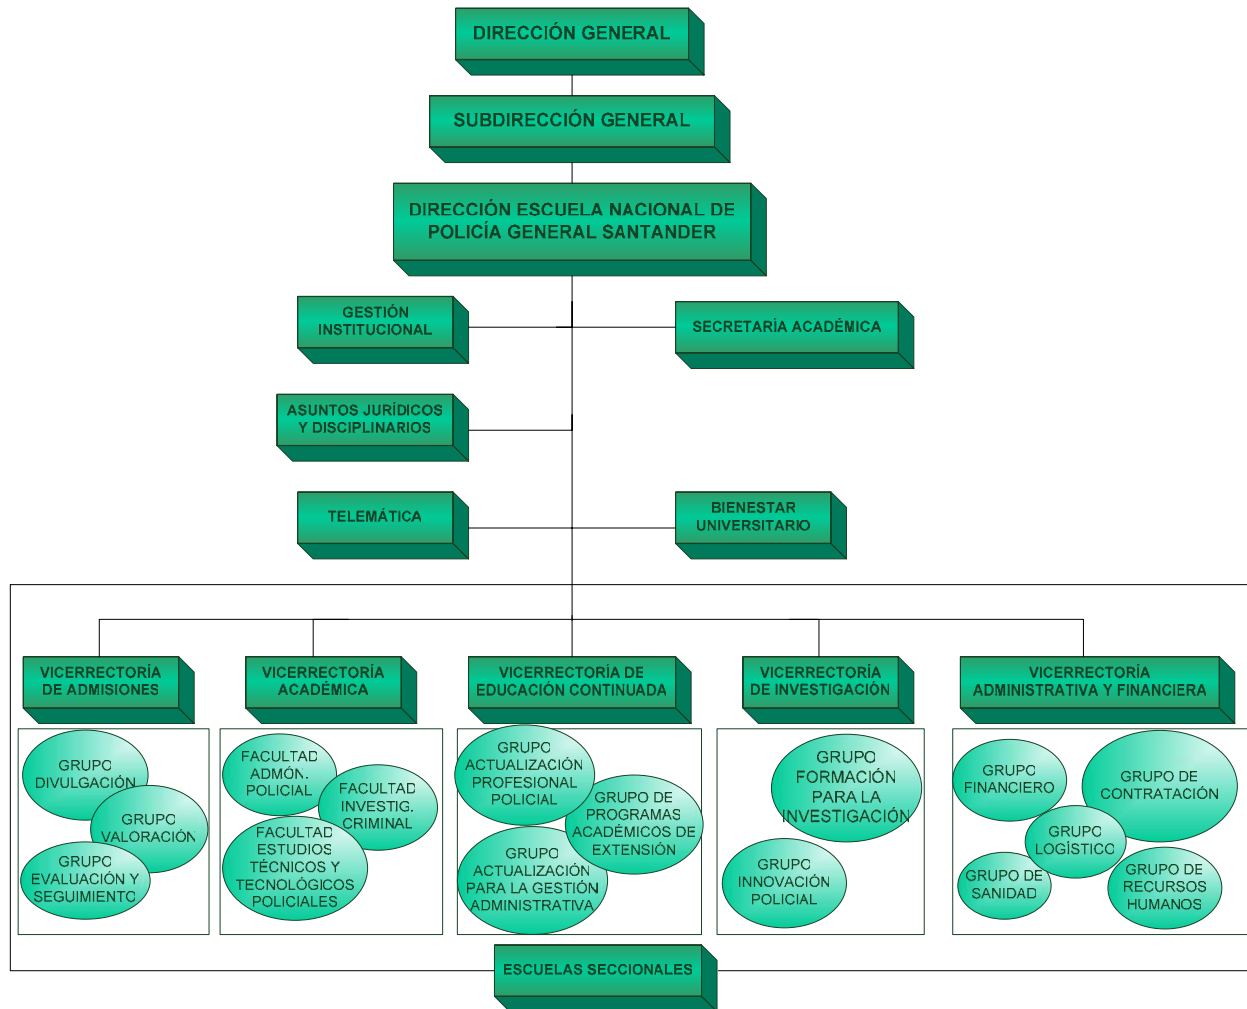 DIRECCIÓN GENERAL
SUBDIRECCIÓN GENERAL
DIRECCIÓN ESCUELA NACIONAL DE
POLICÍA GENERAL SANTANDER
GESTIÓN
INSTITUCIONAL
SECRETARÍA ACADÉMICA
ASUNTOS JURÍDICOS
Y DISCIPLINARIOS
TELEMÁTICA
BIENESTAR
UNIVERSITARIO
VICERRECTORÍA
DE ADMISIONES
VICERRECTORÍA
ACADÉMICA
VICERRECTORÍA DE
EDUCACIÓN CONTINUADA
VICERRECTORÍA
DE INVESTIGACIÓN
VICERRECTORÍA
ADMINISTRATIVA Y FINANCIERA
GRUPO
DIVULGACIÓN
GRUPO
VALORACIÓN
GRUPO
EVALUACIÓN Y
SEGUIMIENTO
FACULTAD
ADMÓN.
POLICIAL
FACULTAD
INVESTIG.
CRIMINAL
FACULTAD
ESTUDIOS
TÉCNICOS Y
TECNOLÓGICOS
POLICIALES
GRUPO
ACTUALIZACIÓN
PROFESIONAL
POLICIAL
GRUPO DE
PROGRAMAS
ACADÉMICOS DE
EXTENSIÓN
GRUPO
ACTUALIZACIÓN
PARA LA GESTIÓN
ADMINISTRATIVA
GRUPO
FORMACIÓN
PARA LA
INVESTIGACIÓN
GRUPO
INNOVACIÓN
POLICIAL
GRUPO
FINANCIERO
GRUPO DE
CONTRATACIÓN
GRUPO
LOGÍSTICO
GRUPO DE
SANIDAD
GRUPO DE
RECURSOS
HUMANOS
ESCUELAS SECCIONALES